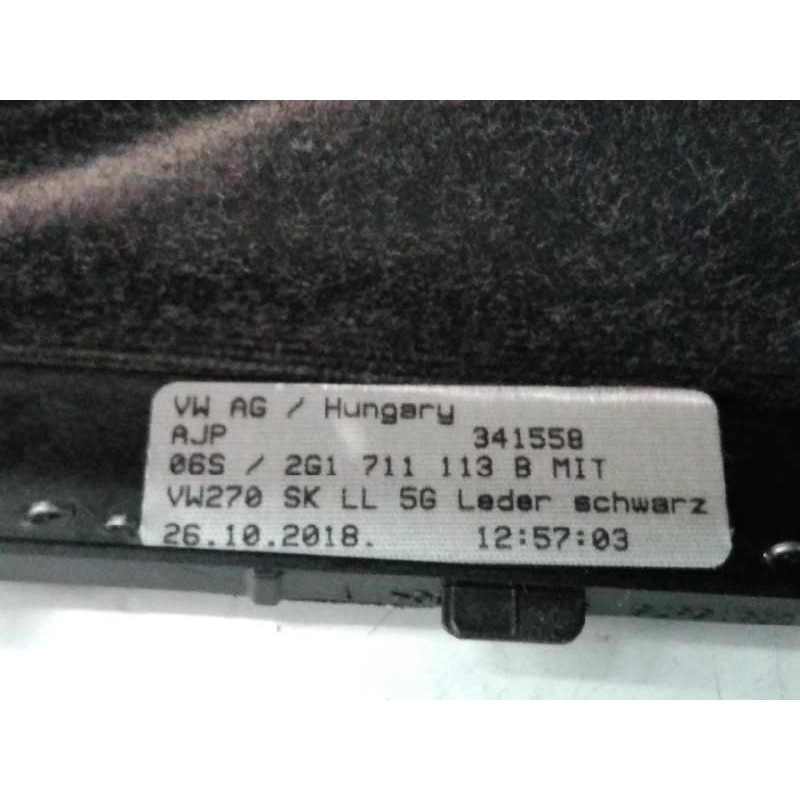 VW AG / Hungary
AJP 341558
06S / 2G1 711 113 B MIT
VW270 SK LL 5G Leder schwarz
26.10.2018. 12:57:03